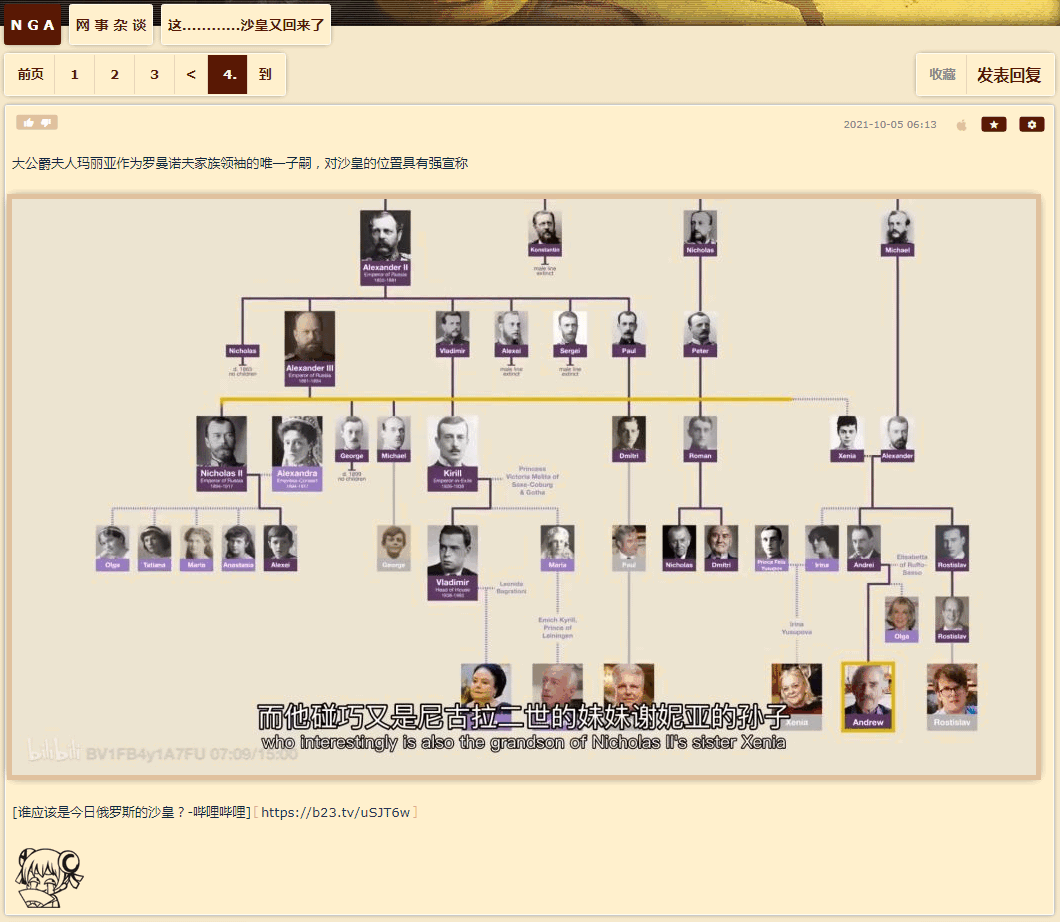 NGA 网事杂谈 这............沙皇又回来了
前页 1 2 3 < 4. 到 收藏 发表回复
2021-10-05 06:13
大公爵夫人玛丽亚作为罗曼诺夫家族领袖的唯一子嗣，对沙皇的位置具有强宣称
Alexander II
Emperor of Russia
1855-1881
Konstantin
male line
extinct
Nicholas
Michael
Nicholas
no children
Alexander III
Emperor of Russia
1881-1894
Vladimir
Alexei
male line
extinct
Sergei
male line
extinct
Paul
Peter
Nicholas II
Emperor of Russia
1894-1917
Alexandra
Empress-Consort
1894-1917
George
d. 1899
no children
Michael
Kirill
Emperor-in-Exile
Princess
Victoria Melita of
Saxe-Coburg
& Gotha
Dmitri
Roman
Xenia
Alexander
Olga
Tatiana
Maria
Anastasia
Alexei
George
Vladimir
Head of House
1938-1992
Leonida
Bagration
Maria
Emich Kyrill,
Prince of
Leiningen
Paul
Nicholas
Dmitri
Prince Felix
Yusupov
Irina
Irina
Yusupova
Andrei
Elisabetta
of Ruffo-
Sasso
Rostislav
Olga
Rostislav
Xenia
Andrew
Rostislav
而他碰巧又是尼古拉二世的妹妹谢妮亚的孙子
who interestingly is also the grandson of Nicholas II's sister Xenia
bilibili BV1FB4y1A7FU 07:09/15:00
[谁应该是今日俄罗斯的沙皇？-哔哩哔哩] [ https://b23.tv/uSJT6w ]